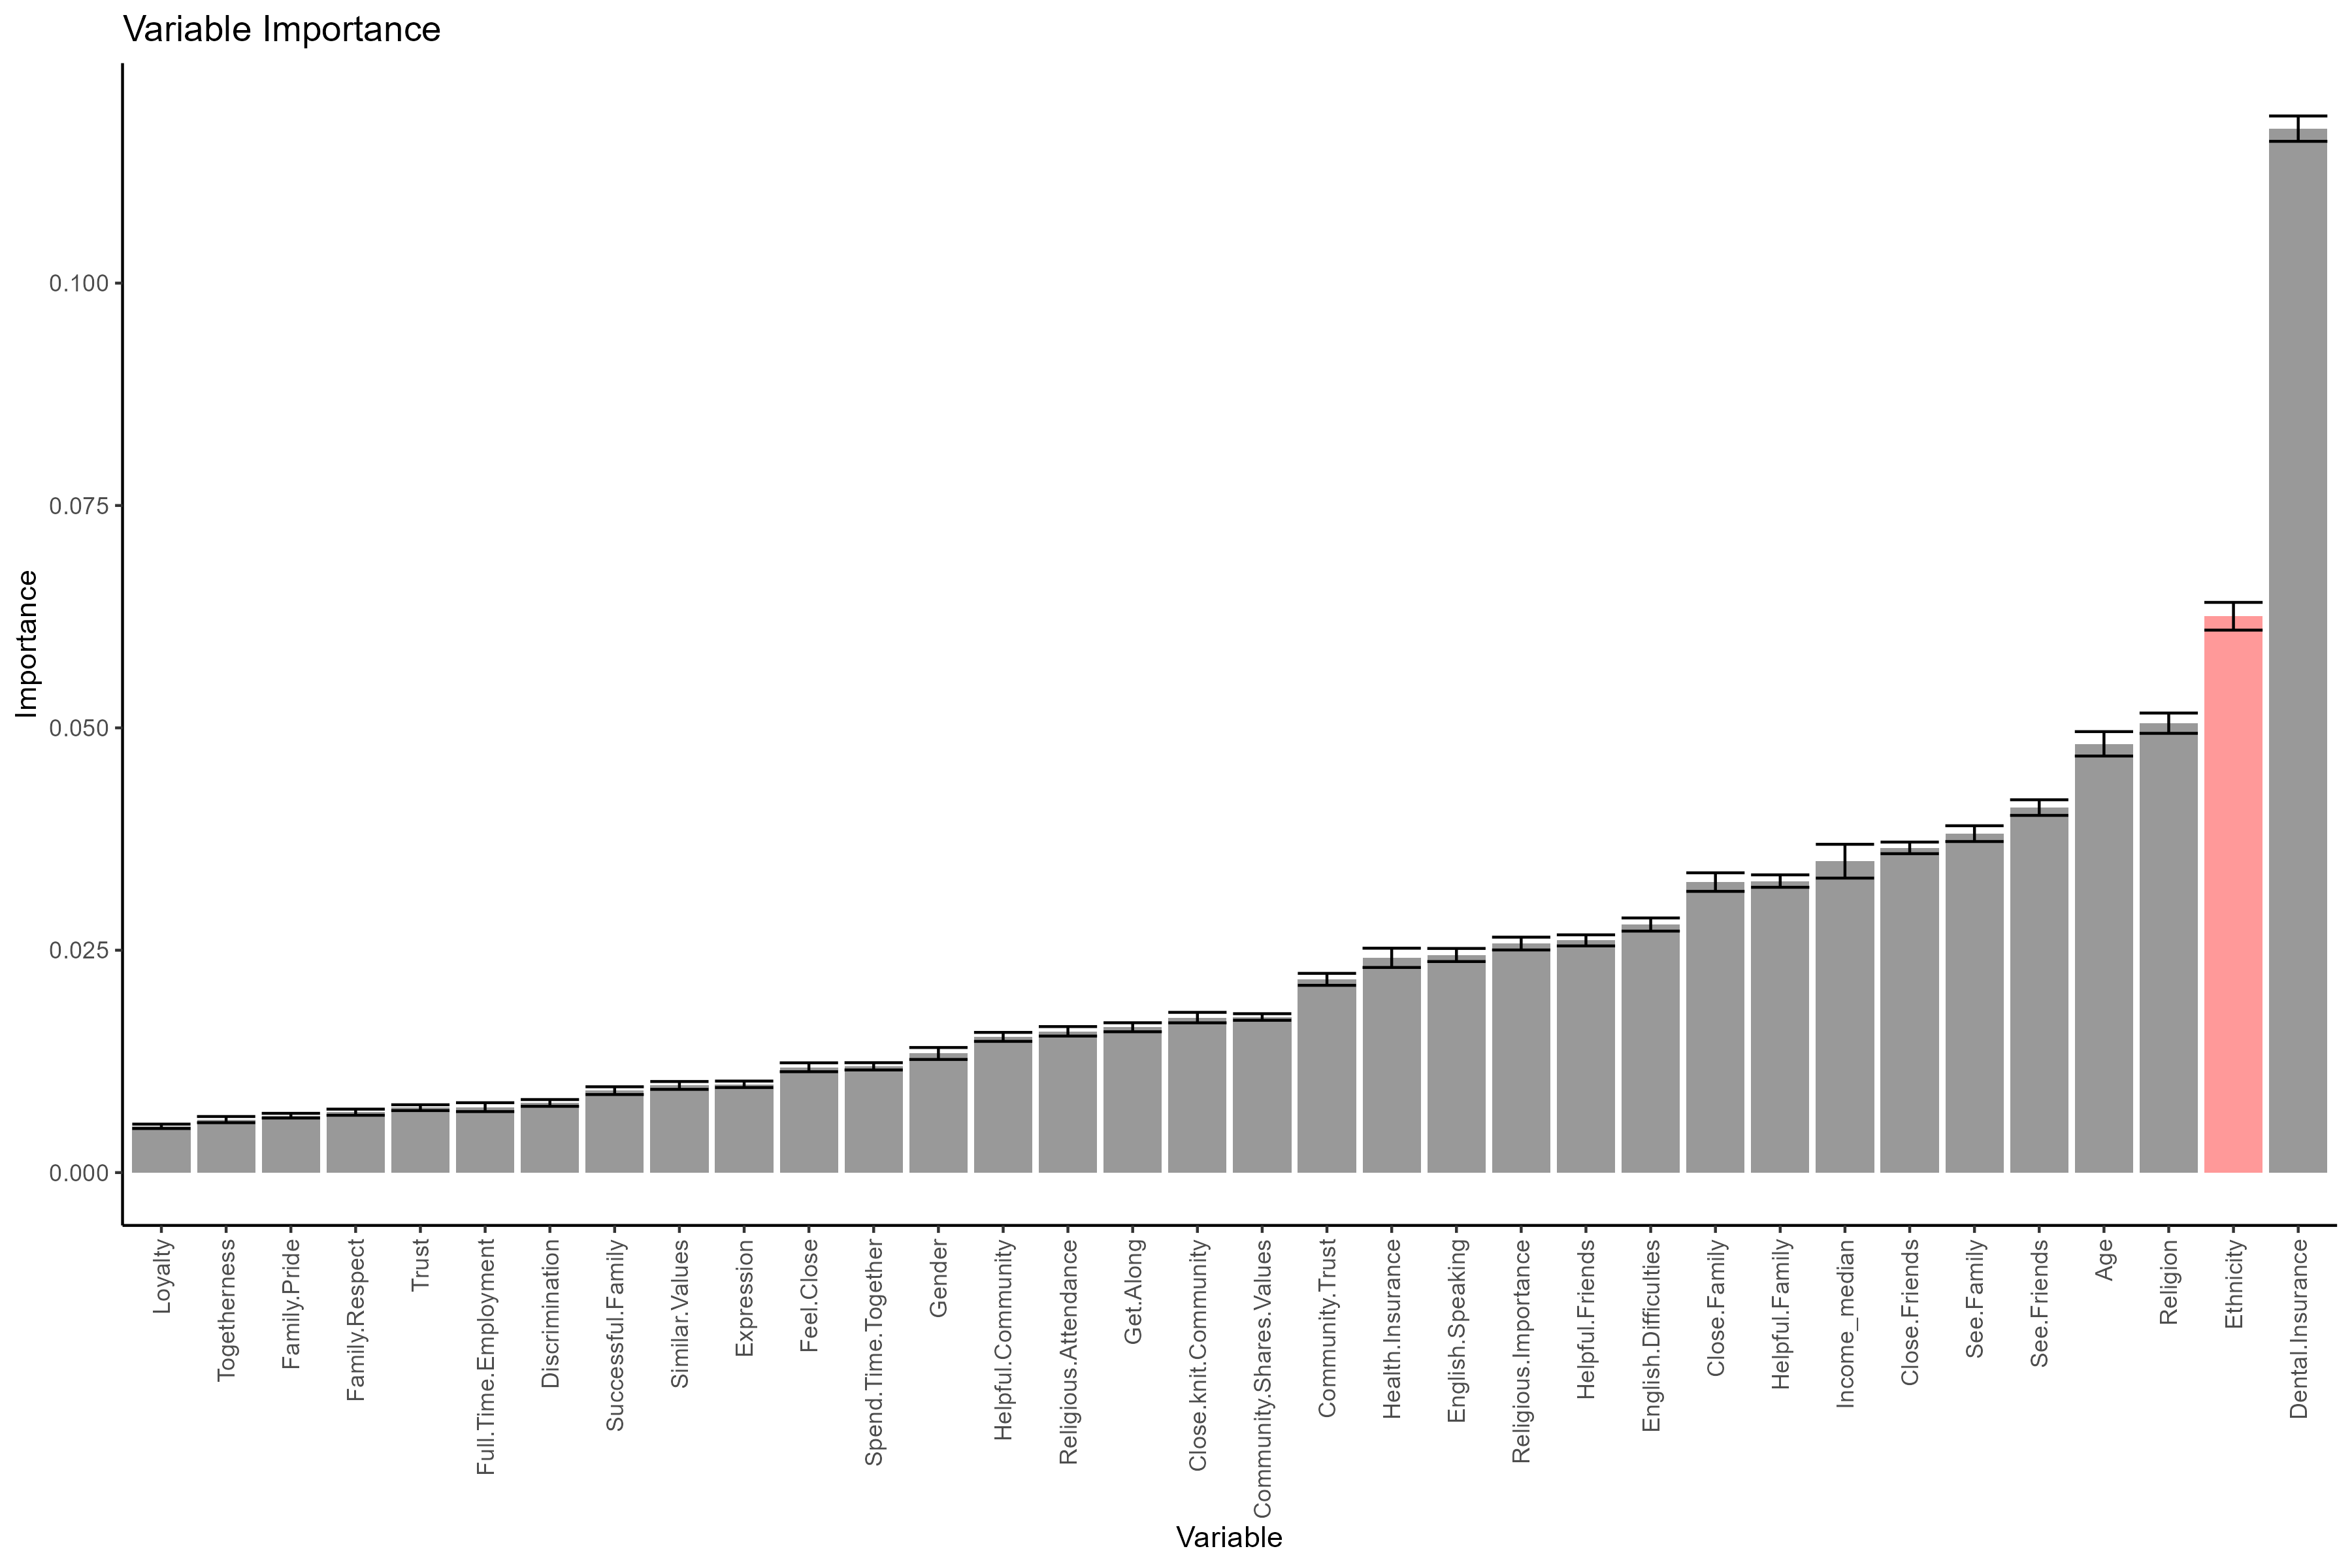 Variable Importance
Importance
0.100
0.075
0.050
0.025
0.000
Loyalty
Togetherness
Family.Pride
Family.Respect
Trust
Full.Time.Employment
Discrimination
Successful.Family
Similar.Values
Expression
Feel.Close
Spend.Time.Together
Gender
Helpful.Community
Religious.Attendance
Get.Along
Close.knit.Community
Community.Shares.Values
Community.Trust
Health.Insurance
English.Speaking
Religious.Importance
Helpful.Friends
English.Difficulties
Close.Family
Helpful.Family
Income_median
Close.Friends
See.Family
See.Friends
Age
Religion
Ethnicity
Dental.Insurance
Variable